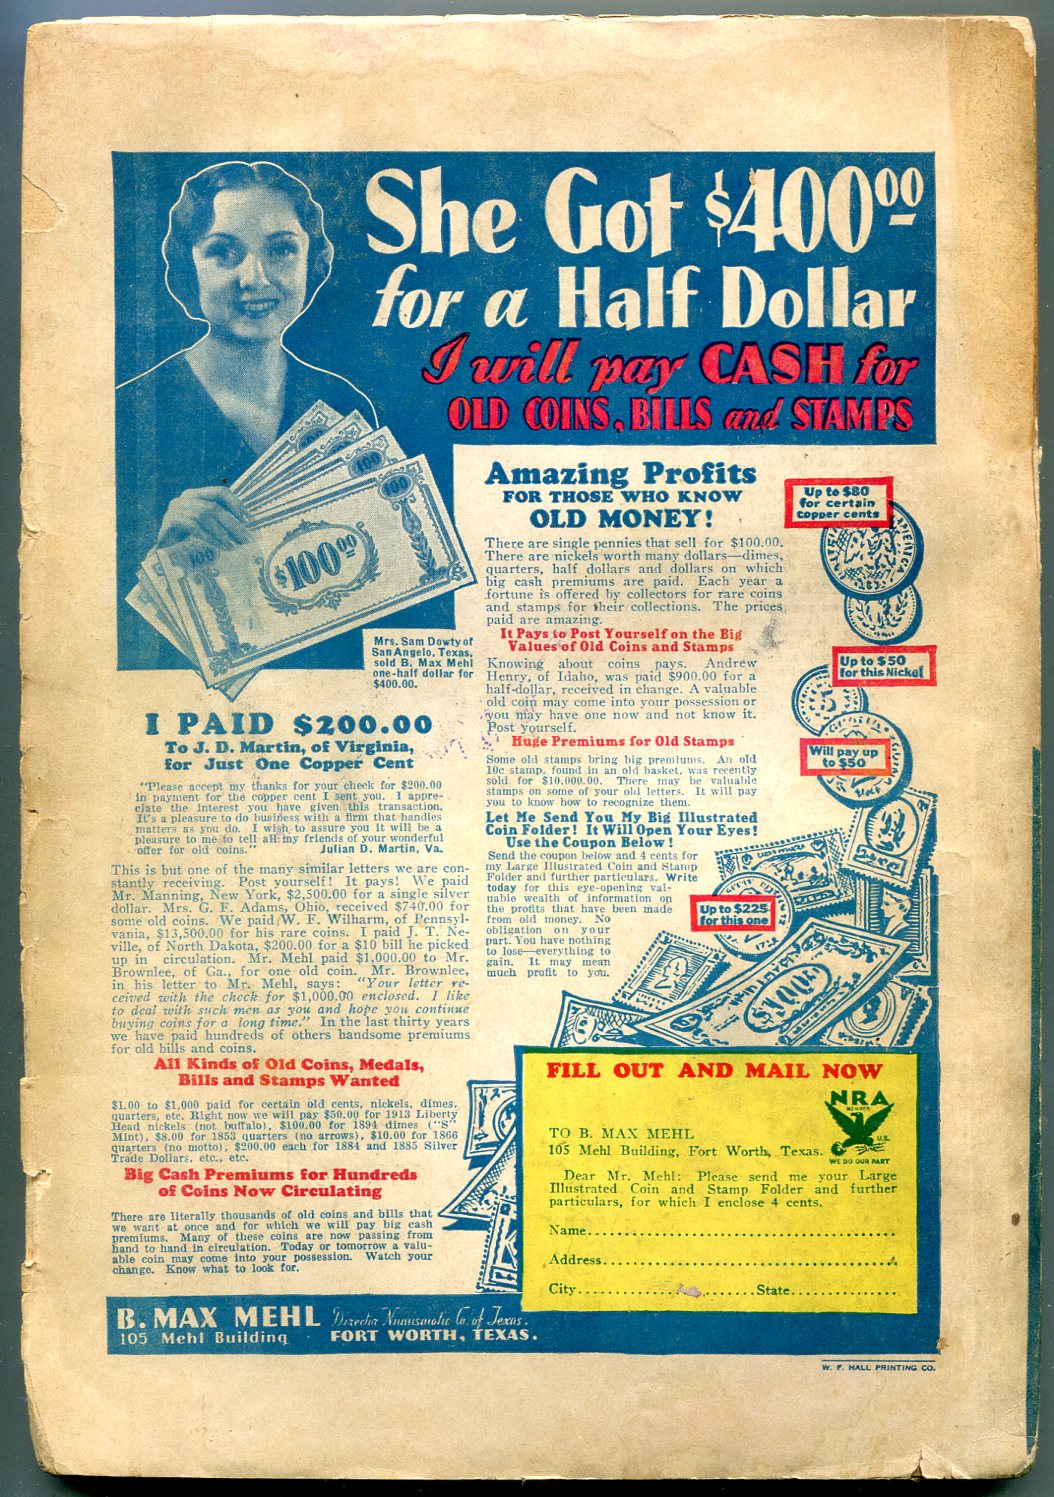 She Got $400.00
for a Half Dollar
I will pay CASH for
OLD COINS, BILLS and STAMPS
100
100
100
100
100
$100.00
Mrs. Sam Dowty of
San Angelo, Texas,
sold B. Max Mehl
one-half dollar for
$400.00.
I PAID $200.00
To J. D. Martin, of Virginia,
for Just One Copper Cent
"Please accept my thanks for your check for $200.00
in payment for the copper cent I sent you. I appre-
ciate the interest you have given this transaction.
It's a pleasure to do business with a firm that handles
matters as you do. I wish to assure you it will be a
pleasure to me to tell all my friends of your wonderful
offer for old coins." Julian D. Martin, Va.
This is but one of the many similar letters we are con-
stantly receiving. Post yourself! It pays! We paid
Mr. Manning, New York, $2,500.00 for a single silver
dollar. Mrs. G. F. Adams, Ohio, received $740.00 for
some old coins. We paid W. F. Wilharm, of Pennsyl-
vania, $13,500.00 for his rare coins. I paid J. T. Ne-
ville, of North Dakota, $200.00 for a $10 bill he picked
up in circulation. Mr. Mehl paid $1,000.00 to Mr.
Brownlee, of Ga., for one old coin. Mr. Brownlee,
in his letter to Mr. Mehl, says: "Your letter re-
ceived with the check for $1,000.00 enclosed. I like
to deal with such men as you and hope you continue
buying coins for a long time." In the last thirty years
we have paid hundreds of others handsome premiums
for old bills and coins.
All Kinds of Old Coins, Medals,
Bills and Stamps Wanted
$1.00 to $1,000 paid for certain old cents, nickels, dimes,
quarters, etc. Right now we will pay $50.00 for 1913 Liberty
Head nickels (not buffalo), $100.00 for 1894 dimes ("S"
Mint), $8.00 for 1853 quarters (no arrows), $10.00 for 1866
quarters (no motto), $200.00 each for 1884 and 1885 Silver
Trade Dollars, etc., etc.
Big Cash Premiums for Hundreds
of Coins Now Circulating
There are literally thousands of old coins and bills that
we want at once and for which we will pay big cash
premiums. Many of these coins are now passing from
hand to hand in circulation. Today or tomorrow a valu-
able coin may come into your possession. Watch your
change. Know what to look for.
Amazing Profits
FOR THOSE WHO KNOW
OLD MONEY!
There are single pennies that sell for $100.00.
There are nickels worth many dollars—dimes,
quarters, half dollars and dollars on which
big cash premiums are paid. Each year a
fortune is offered by collectors for rare coins
and stamps for their collections. The prices
paid are amazing.
It Pays to Post Yourself on the Big
Values of Old Coins and Stamps
Knowing about coins pays. Andrew
Henry, of Idaho, was paid $900.00 for a
half-dollar, received in change. A valuable
old coin may come into your possession or
you may have one now and not know it.
Post yourself.
Huge Premiums for Old Stamps
Some old stamps bring big premiums. An old
10c stamp, found in an old basket, was recently
sold for $10,000.00. There may be valuable
stamps on some of your old letters. It will pay
you to know how to recognize them.
Let Me Send You My Big Illustrated
Coin Folder! It Will Open Your Eyes!
Use the Coupon Below!
Send the coupon below and 4 cents for
my Large Illustrated Coin and Stamp
Folder and further particulars. Write
today for this eye-opening val-
uable wealth of information on
the profits that have been made
from old money. No
obligation on your
part. You have nothing
to lose—everything to
gain. It may mean
much profit to you.
Up to $80
for certain
copper cents
Up to $50
for this Nickel
5
Will pay up
to $50
Up to $225
for this one
FILL OUT AND MAIL NOW
NRA
MEMBER
U.S.
WE DO OUR PART
TO B. MAX MEHL
105 Mehl Building, Fort Worth, Texas.
Dear Mr. Mehl: Please send me your Large
Illustrated Coin and Stamp Folder and further
particulars, for which I enclose 4 cents.
Name
Address
City State
B. MAX MEHL Director Numismatic Co. of Texas.
105 Mehl Building FORT WORTH, TEXAS.
W. F. HALL PRINTING CO.